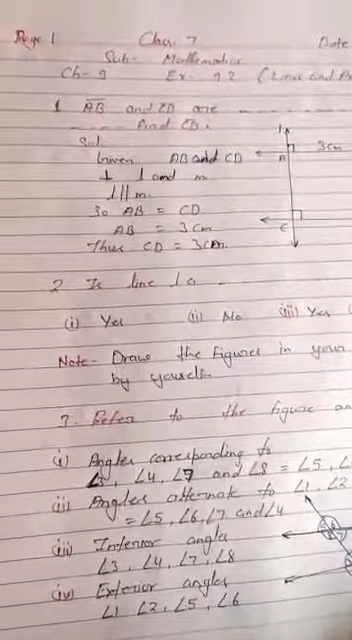 Page 1 Class 7 Date
Sub- Mathematics
Ch- 9 Ex- 9.2 (Lines and
1 AB and CD are
find CD.
Sol
Given AB and CD
⊥ l and m
l || m
So AB = CD
AB = 3cm
Thus CD = 3cm.
l
A 3cm
C
2 Is line l a
(i) Yes (ii) No (iii) Yes
Note- Draw the figures in your
by yourself
3. Refer to the figure an
(i) Angles corresponding to
∠4, ∠7 and ∠8 = ∠5, ∠
(ii) Angles alternate to ∠1, ∠2
= ∠5, ∠6, ∠7 and ∠4
(iii) Interior angles
∠3, ∠4, ∠7, ∠8
(iv) Exterior angles
∠1 ∠2, ∠5, ∠6